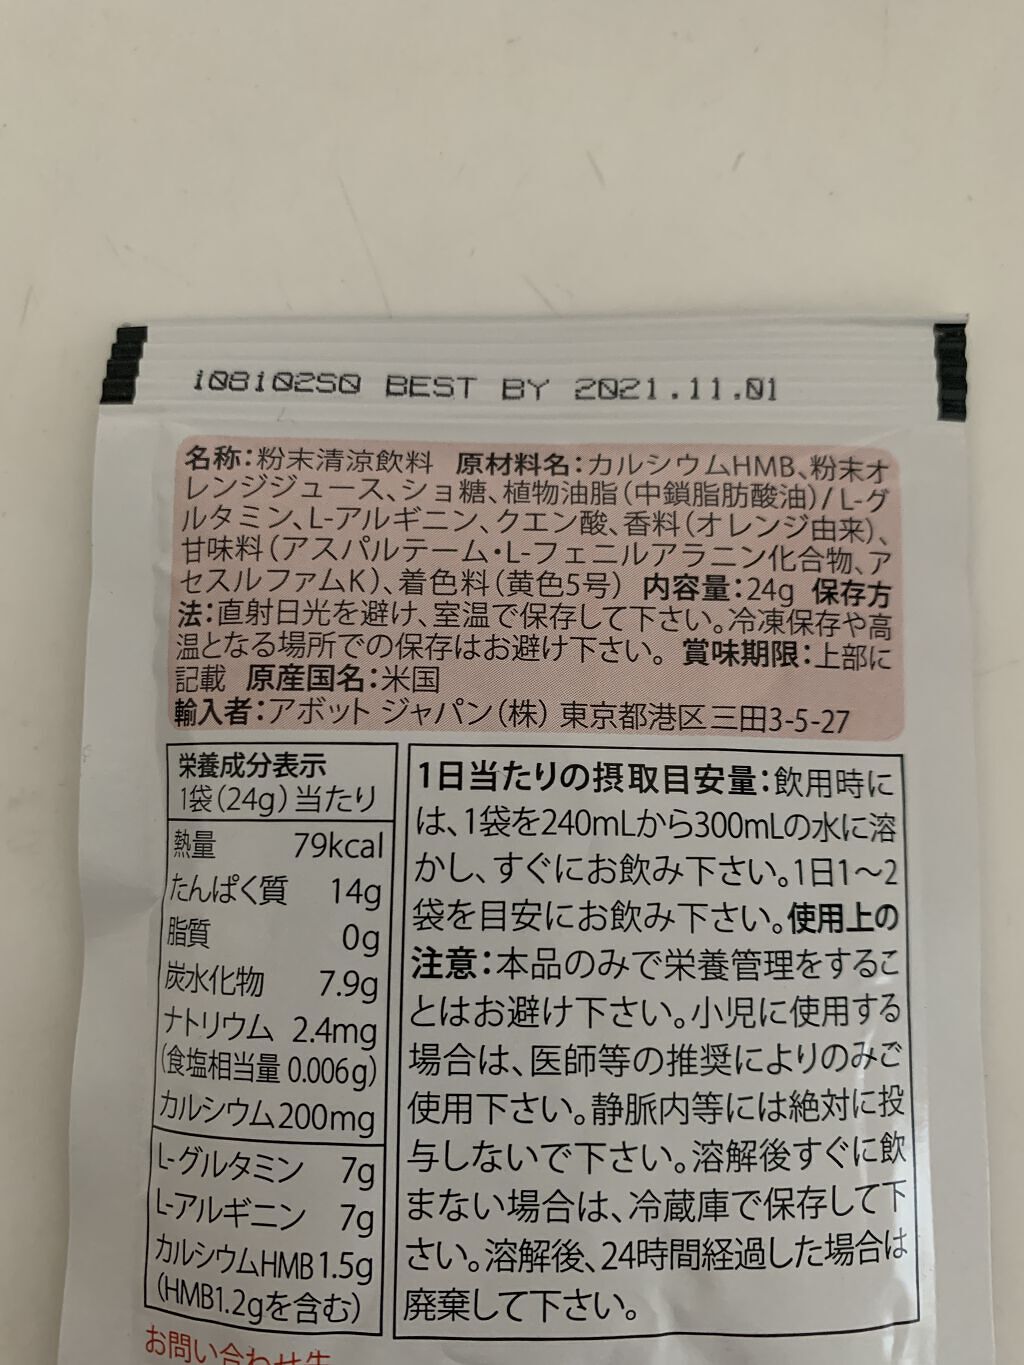 108102S0 BEST BY 2021.11.01
名称:粉末清涼飲料 原材料名:カルシウムHMB、粉末オ
レンジジュース、ショ糖、植物油脂(中鎖脂肪酸油)/L-グ
ルタミン、L-アルギニン、クエン酸、香料(オレンジ由来)、
甘味料(アスパルテーム・L-フェニルアラニン化合物、ア
セスルファムK)、着色料(黄色5号) 内容量:24g 保存方
法:直射日光を避け、室温で保存して下さい。冷凍保存や高
温となる場所での保存はお避け下さい。 賞味期限:上部に
記載 原産国名:米国
輸入者:アボット ジャパン(株) 東京都港区三田3-5-27
栄養成分表示
1袋(24g)当たり
熱量 79kcal
たんぱく質 14g
脂質 0g
炭水化物 7.9g
ナトリウム 2.4mg
(食塩相当量 0.006g)
カルシウム 200mg
L-グルタミン 7g
L-アルギニン 7g
カルシウムHMB 1.5g
(HMB1.2gを含む)
1日当たりの摂取目安量:飲用時に
は、1袋を240mLから300mLの水に溶
かし、すぐにお飲み下さい。1日1〜2
袋を目安にお飲み下さい。使用上の
注意:本品のみで栄養管理をするこ
とはお避け下さい。小児に使用する
場合は、医師等の推奨によりのみご
使用下さい。静脈内等には絶対に投
与しないで下さい。溶解後すぐに飲
まない場合は、冷蔵庫で保存して下
さい。溶解後、24時間経過した場合は
廃棄して下さい。
お問い合わせ先